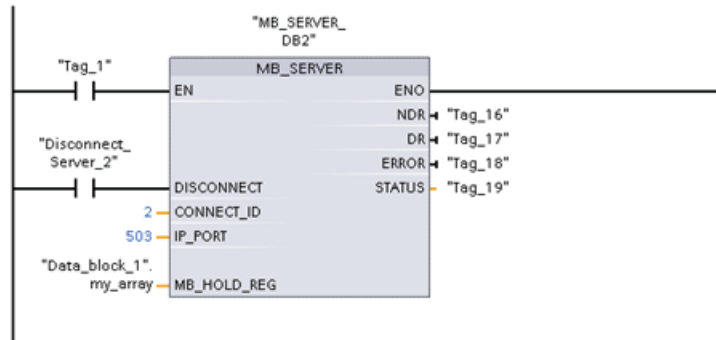 "MB_SERVER_
DB2"
"Tag_1"
MB_SERVER
EN
ENO
NDR
"Tag_16"
DR
"Tag_17"
"Disconnect_
Server_2"
ERROR
"Tag_18"
DISCONNECT
STATUS
"Tag_19"
2
CONNECT_ID
503
IP_PORT
"Data_block_1".
my_array
MB_HOLD_REG